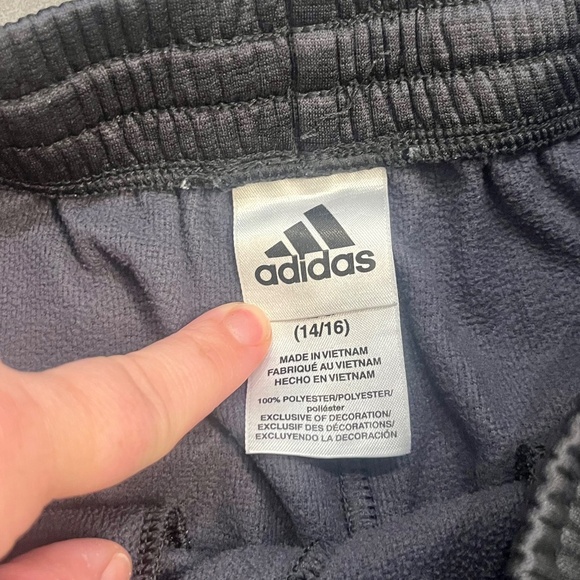 adidas
(14/16)
MADE IN VIETNAM
FABRIQUÉ AU VIETNAM
HECHO EN VIETNAM
100% POLYESTER/POLYESTER/
poliéster
EXCLUSIVE OF DECORATION/
EXCLUSIF DES DÉCORATIONS/
EXCLUYENDO LA DECORACIÓN